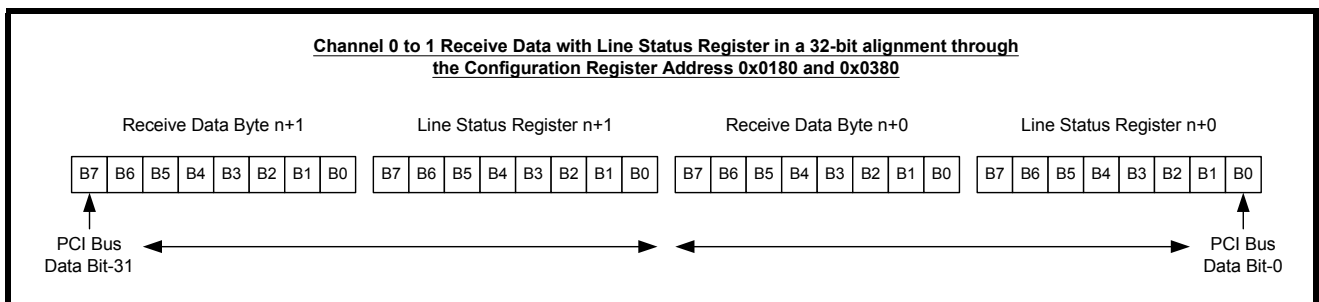 Channel 0 to 1 Receive Data with Line Status Register in a 32-bit alignment through
the Configuration Register Address 0x0180 and 0x0380
Receive Data Byte n+1 Line Status Register n+1 Receive Data Byte n+0 Line Status Register n+0
B7 B6 B5 B4 B3 B2 B1 B0 B7 B6 B5 B4 B3 B2 B1 B0 B7 B6 B5 B4 B3 B2 B1 B0 B7 B6 B5 B4 B3 B2 B1 B0
PCI Bus
Data Bit-31
PCI Bus
Data Bit-0